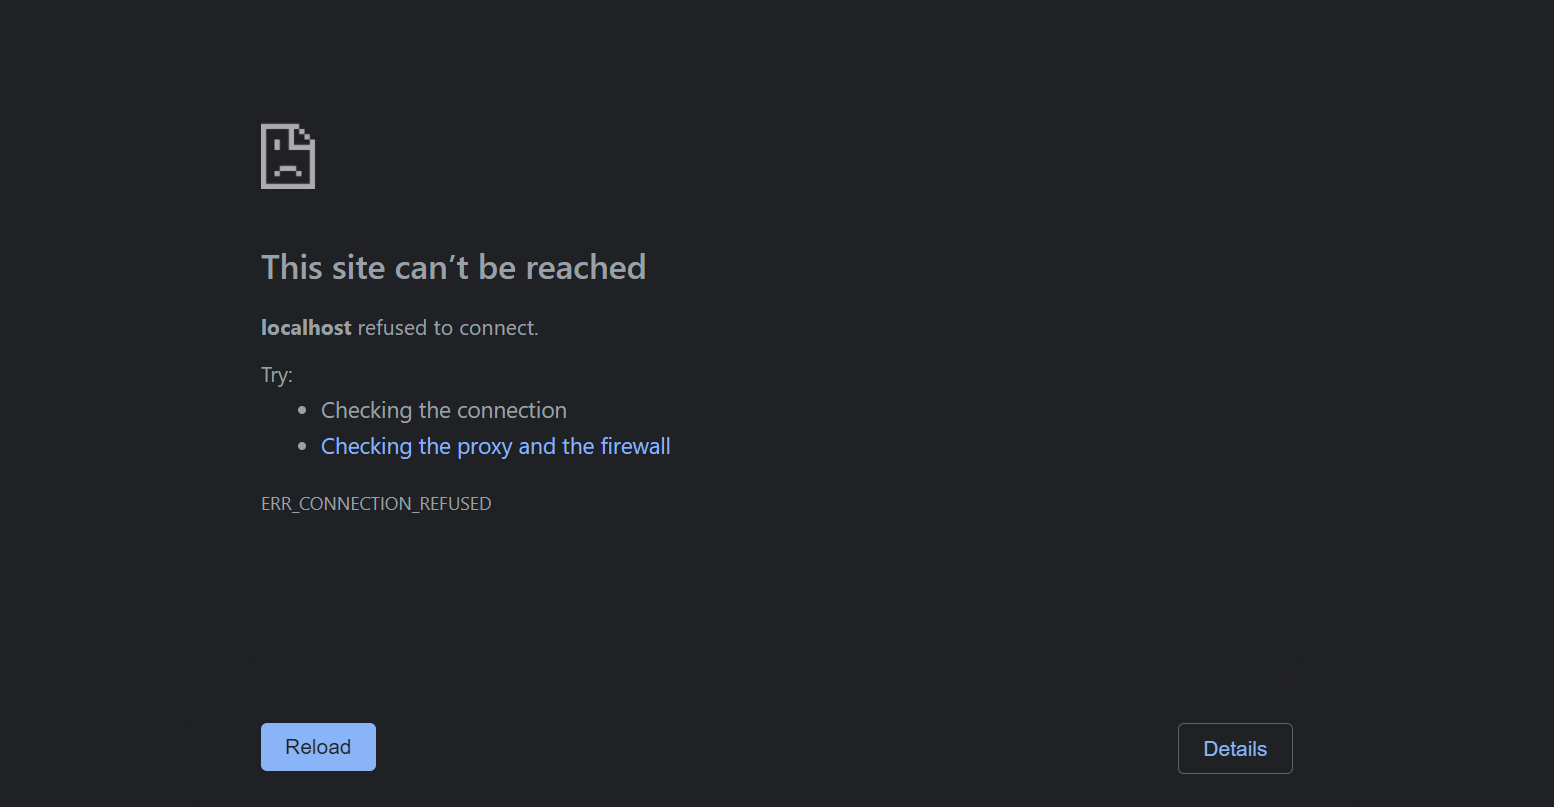 This site can’t be reached
localhost refused to connect.
Try:
Checking the connection
Checking the proxy and the firewall
ERR_CONNECTION_REFUSED
Reload
Details